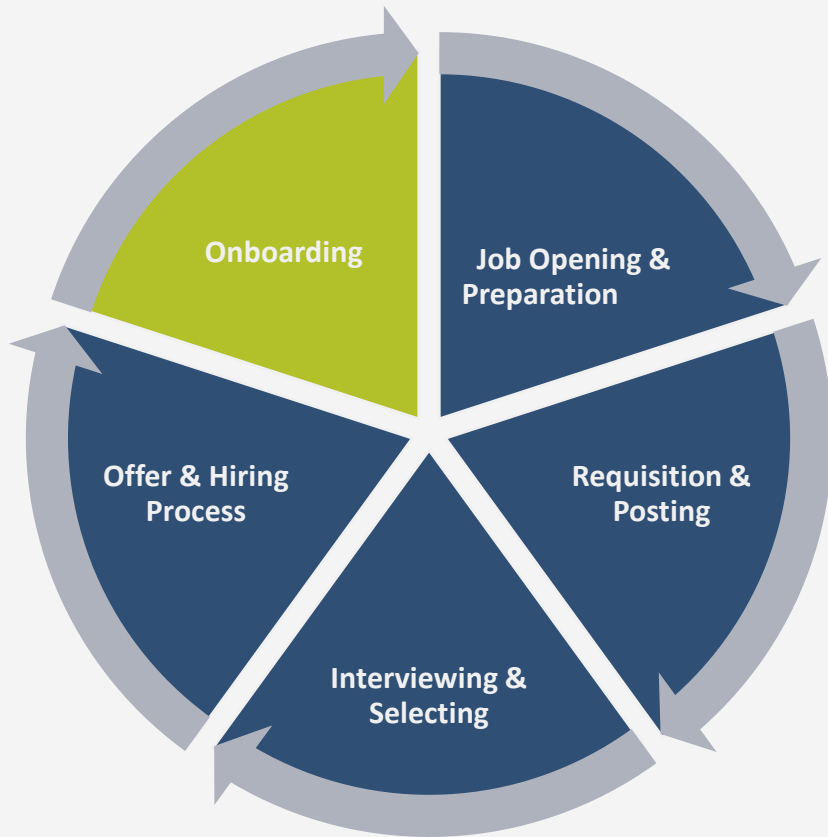 Onboarding
Job Opening &
Preparation
Offer & Hiring
Process
Requisition &
Posting
Interviewing &
Selecting